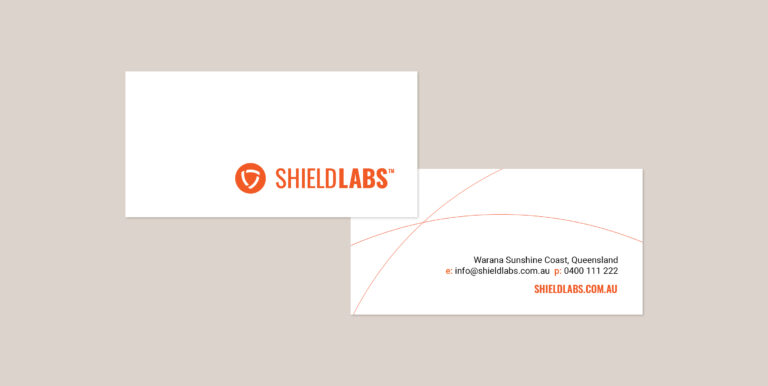 SHIELDLABS™
Warana Sunshine Coast, Queensland
e: info@shieldlabs.com.au p: 0400 111 222
SHIELDLABS.COM.AU